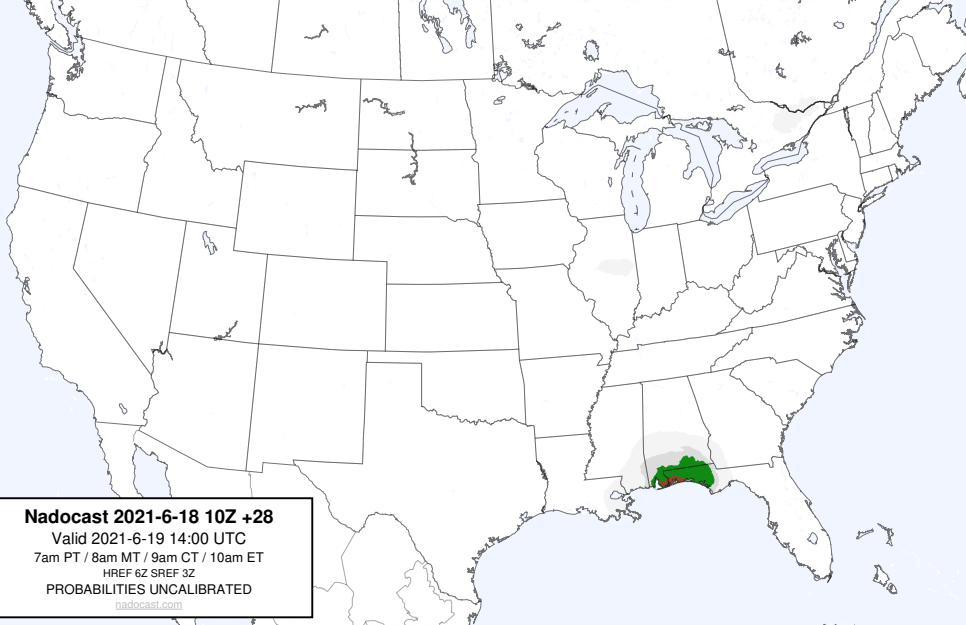 Nadocast 2021-6-18 10Z +28
Valid 2021-6-19 14:00 UTC
7am PT / 8am MT / 9am CT / 10am ET
HREF 6Z SREF 3Z
PROBABILITIES UNCALIBRATED
nadocast.com